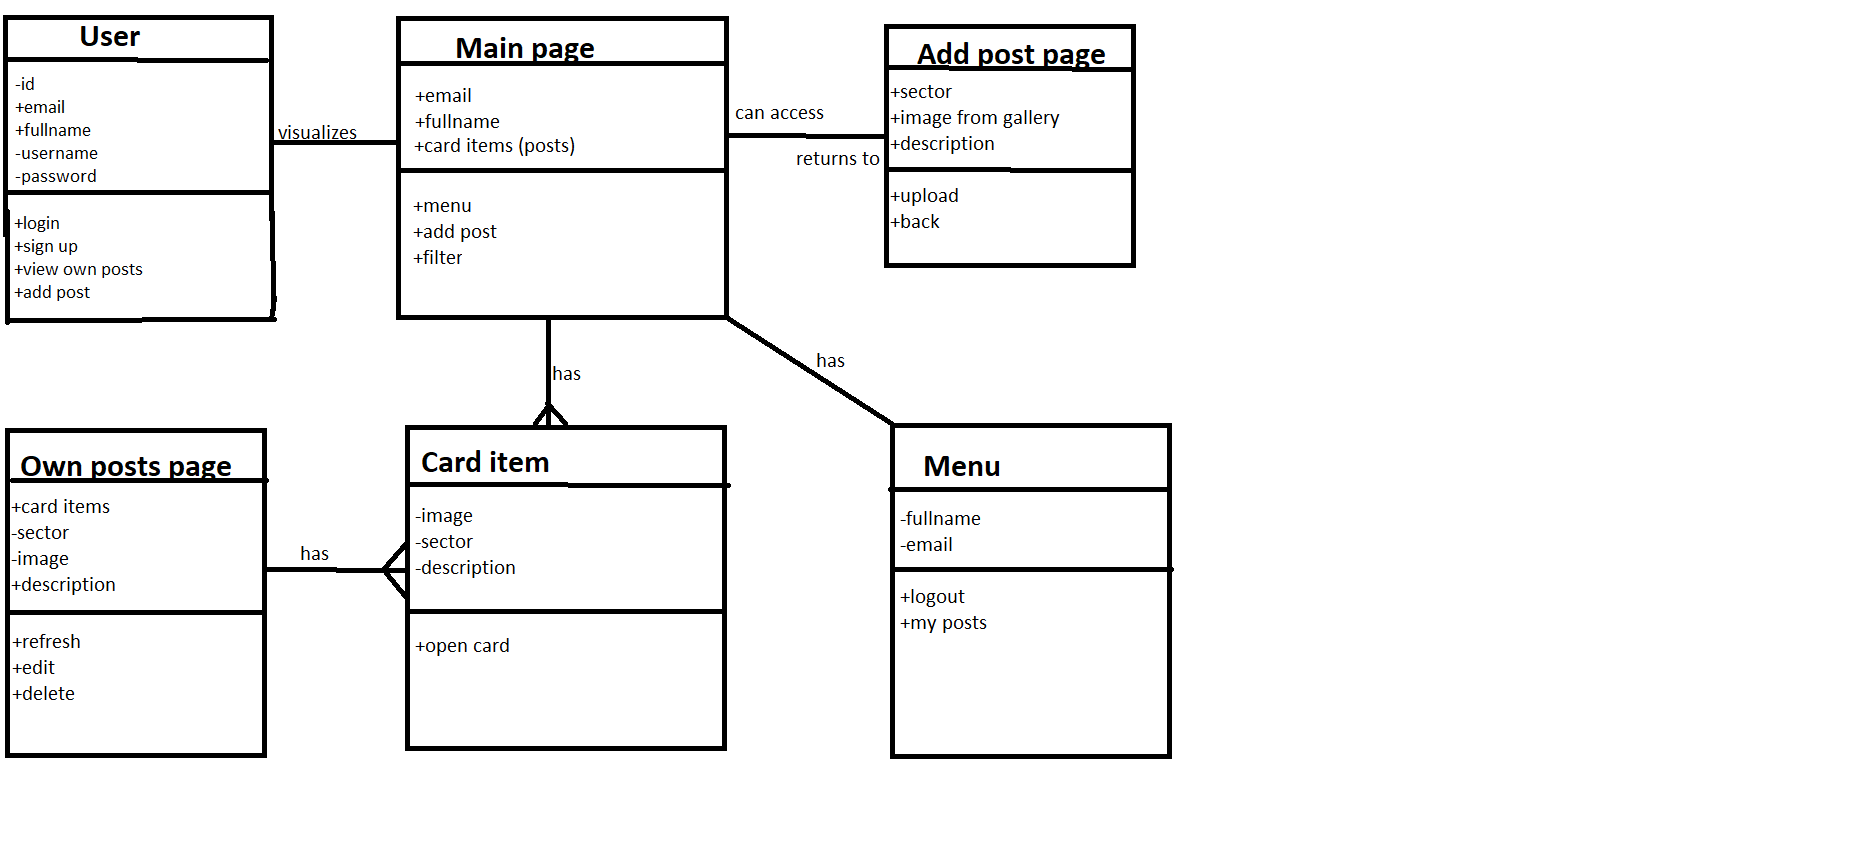 User
-id
+email
+fullname
-username
-password
+login
+sign up
+view own posts
+add post
visualizes
Main page
+email
+fullname
+card items (posts)
+menu
+add post
+filter
can access
returns to
Add post page
+sector
+image from gallery
+description
+upload
+back
has
has
Own posts page
+card items
-sector
-image
+description
+refresh
+edit
+delete
has
Card item
-image
-sector
-description
+open card
Menu
-fullname
-email
+logout
+my posts